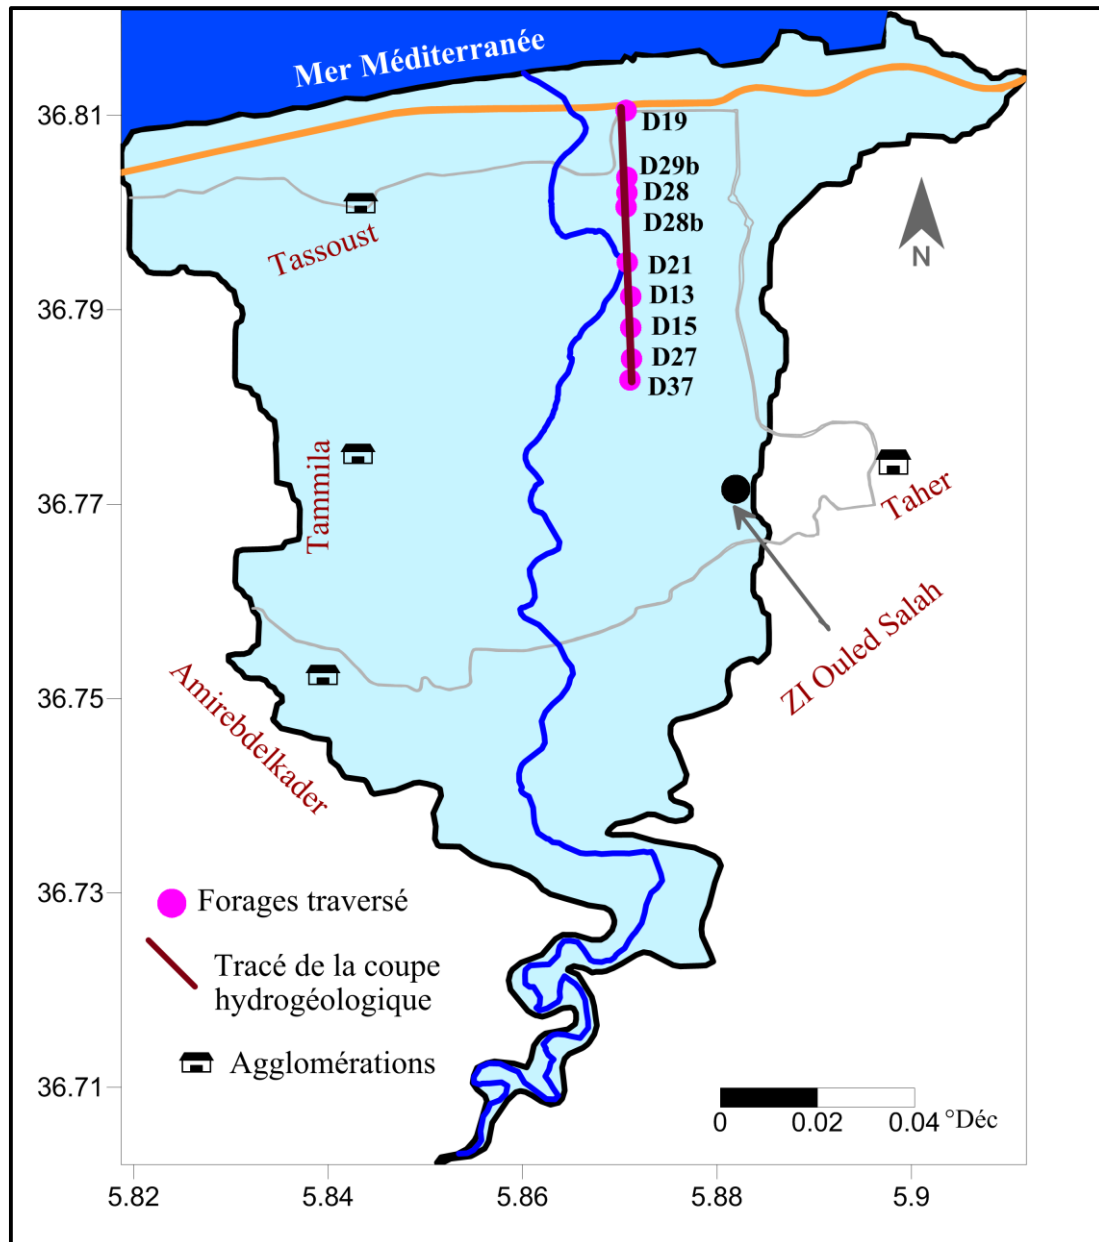 Mer Méditerranée
36.81
D19
D29b
D28
Tassoust
D28b
N
D21
36.79
D13
D15
D27
D37
Tammila
Taher
36.77
ZI Ouled Salah
36.75
Amirebdelkader
36.73
Forages traversé
Tracé de la coupe
hydrogéologique
Agglomérations
36.71
0 0.02 0.04 °Déc
5.82 5.84 5.86 5.88 5.9